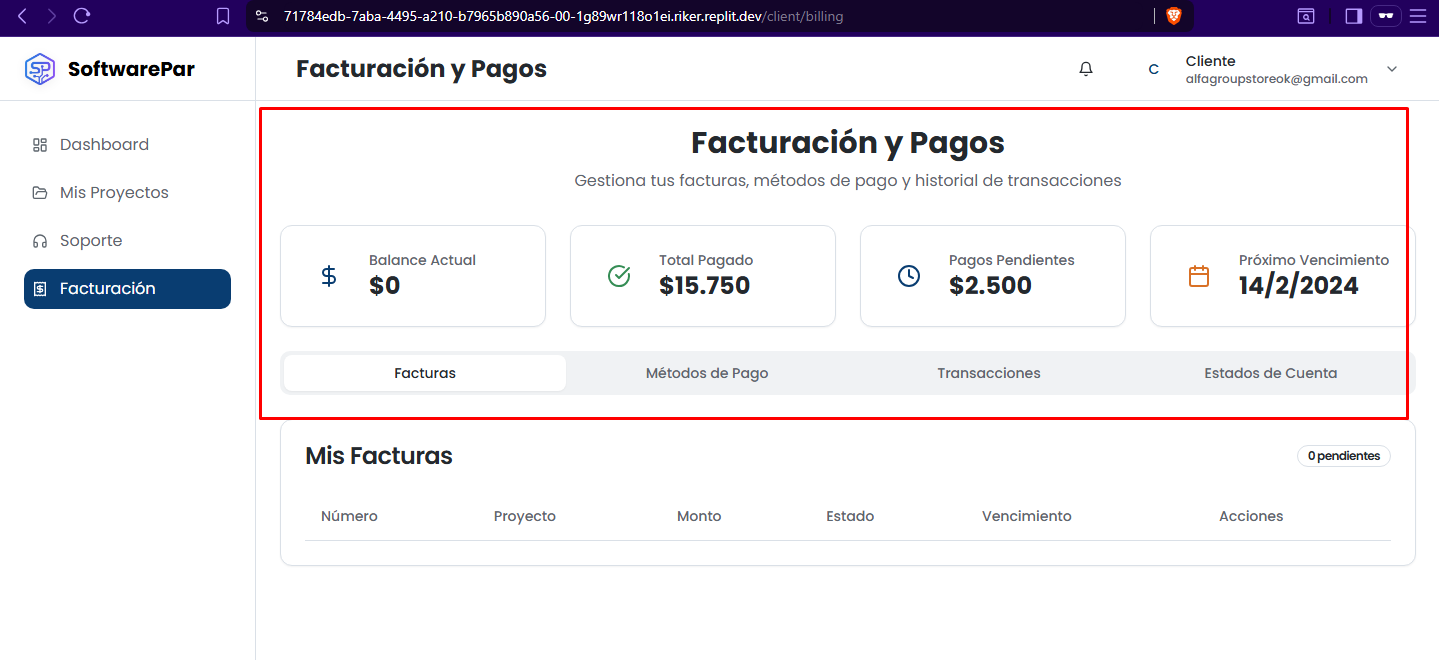 71784edb-7aba-4495-a210-b7965b890a56-00-1g89wr118o1ei.riker.replit.dev/client/billing
SP SoftwarePar
Facturación y Pagos
C
Cliente
alfagroupstoreok@gmail.com
Dashboard
Mis Proyectos
Soporte
Facturación
Facturación y Pagos
Gestiona tus facturas, métodos de pago y historial de transacciones
Balance Actual
$0
Total Pagado
$15.750
Pagos Pendientes
$2.500
Próximo Vencimiento
14/2/2024
Facturas Métodos de Pago Transacciones Estados de Cuenta
Mis Facturas
0 pendientes
Número Proyecto Monto Estado Vencimiento Acciones